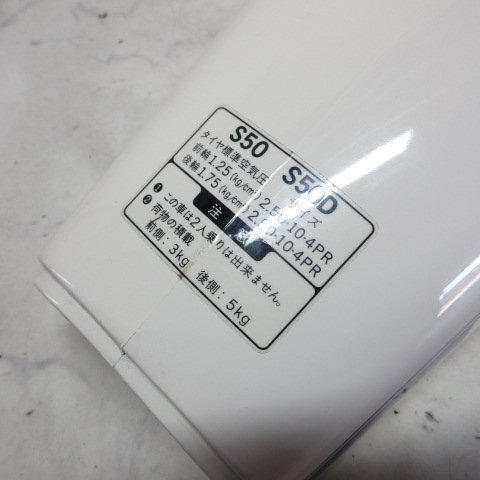 S50 S50D
タイヤ標準空気圧 サイズ
前輪1.25(kg/cm²) 2.50-10-4PR
後輪1.75(kg/cm²) 2.50-10-4PR
注意
❶この車は2人乗りは出来ません。
❷荷物の積載
前側:3kg 後側:5kg